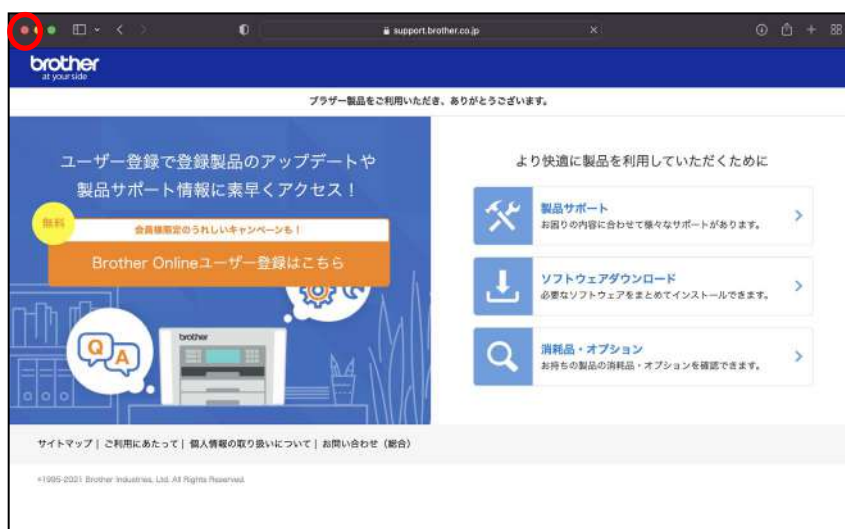 support.brother.co.jp
brother
at your side
ブラザー製品をご利用いただき、ありがとうございます。
ユーザー登録で登録製品のアップデートや
製品サポート情報に素早くアクセス！
無料
会員様限定のうれしいキャンペーンも！
Brother Onlineユーザー登録はこちら
Q
A
brother
より快適に製品を利用していただくために
製品サポート
お困りの内容に合わせて様々なサポートがあります。
ソフトウェアダウンロード
必要なソフトウェアをまとめてインストールできます。
消耗品・オプション
お持ちの製品の消耗品・オプションを確認できます。
サイトマップ | ご利用にあたって | 個人情報の取り扱いについて | お問い合わせ（総合）
©1995-2021 Brother Industries, Ltd. All Rights Reserved.